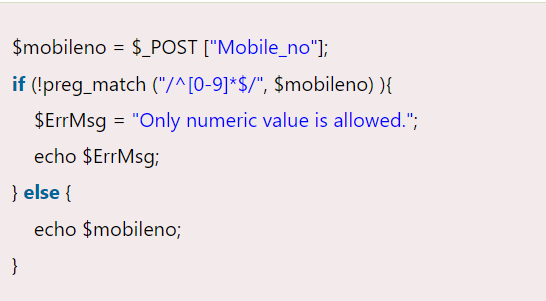 $mobileno = $_POST ["Mobile_no"];
if (!preg_match ("/^[0-9]*$/", $mobileno) ){
$ErrMsg = "Only numeric value is allowed.";
echo $ErrMsg;
} else {
echo $mobileno;
}